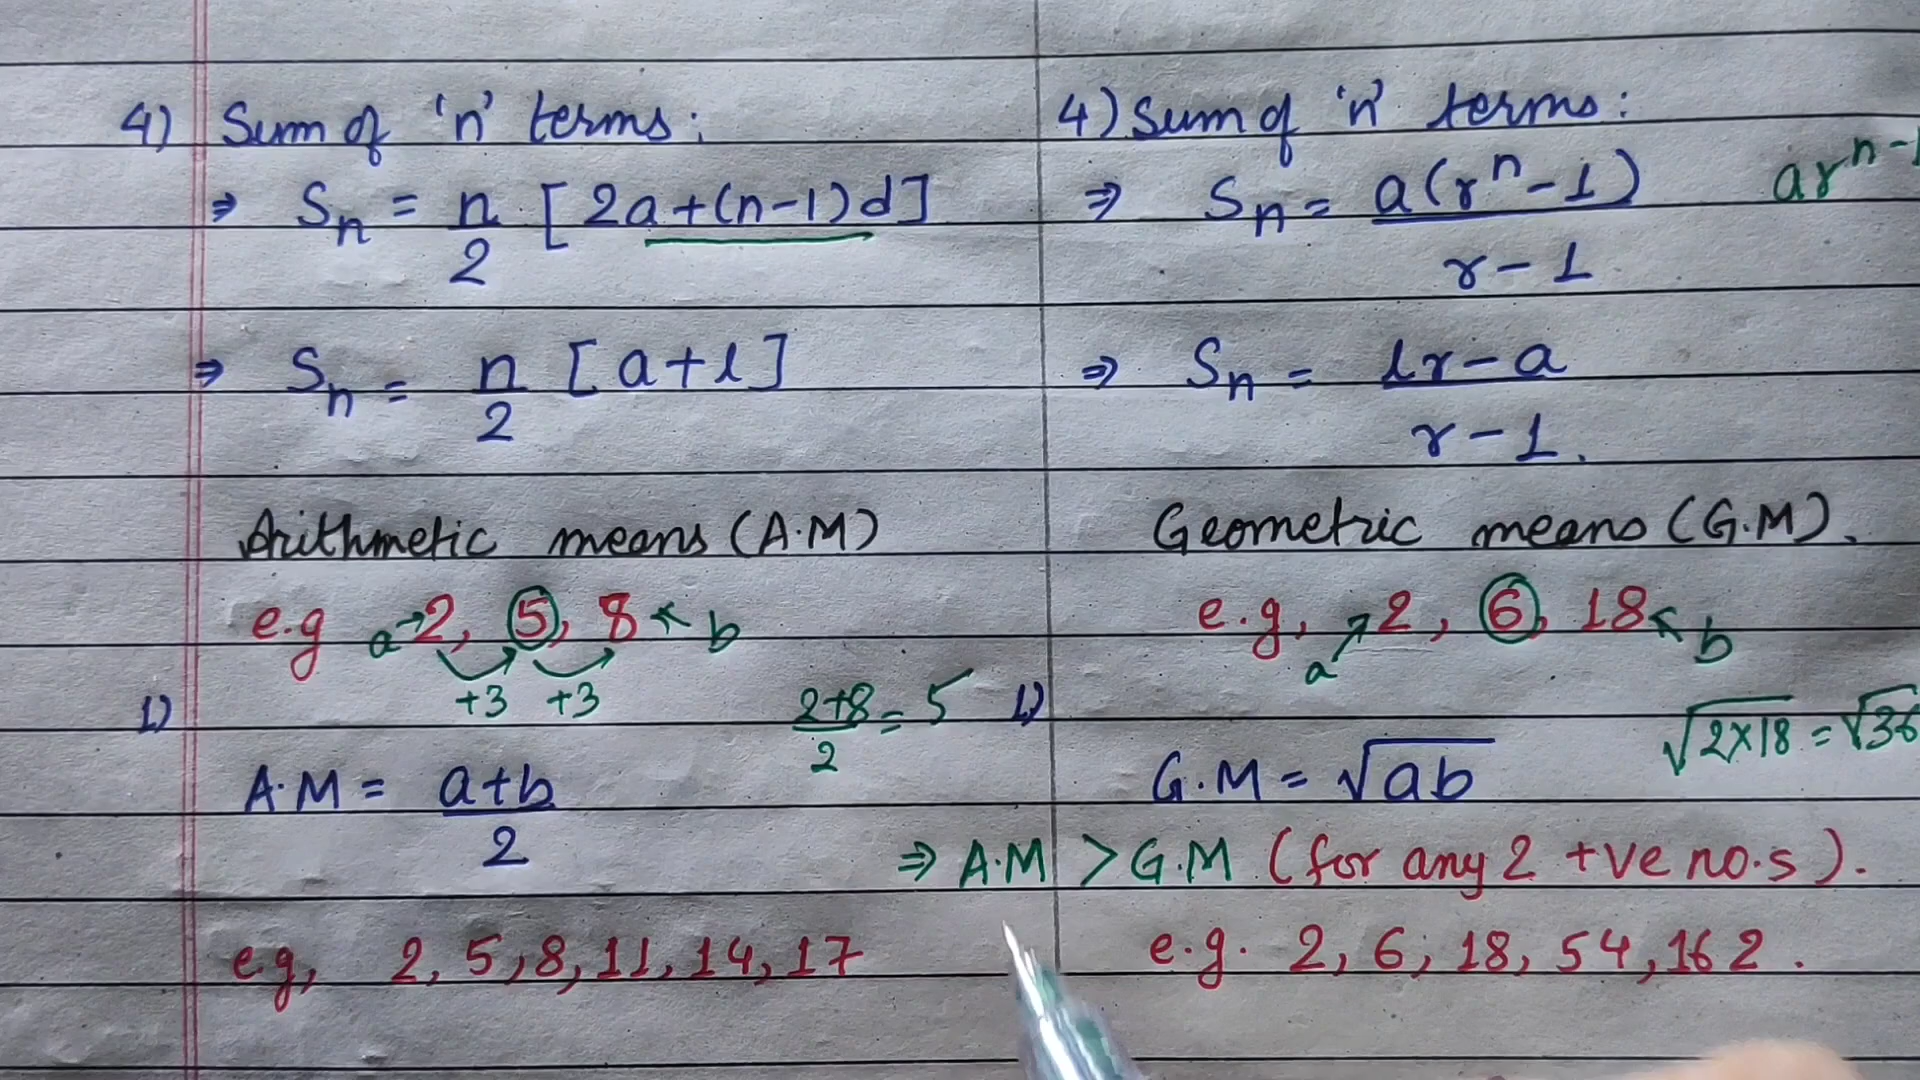 4) Sum of 'n' terms:
⇒ Sn = n/2 [2a+(n-1)d]
⇒ Sn = n/2 [a+l]
Arithmetic means (A.M)
e.g a→2, 5, 8← b
+3 +3
1) 2+8/2 = 5
A.M = a+b/2
e.g, 2, 5, 8, 11, 14, 17
4) Sum of 'n' terms:
⇒ Sn = a(rⁿ-1)/r-1 arⁿ⁻¹
⇒ Sn = lr-a/r-1.
Geometric means (G.M).
e.g, a→2, 6, 18← b
1) √2×18 = √36
G.M = √ab
⇒ A.M > G.M (for any 2 +ve no.s).
e.g. 2, 6, 18, 54, 162.